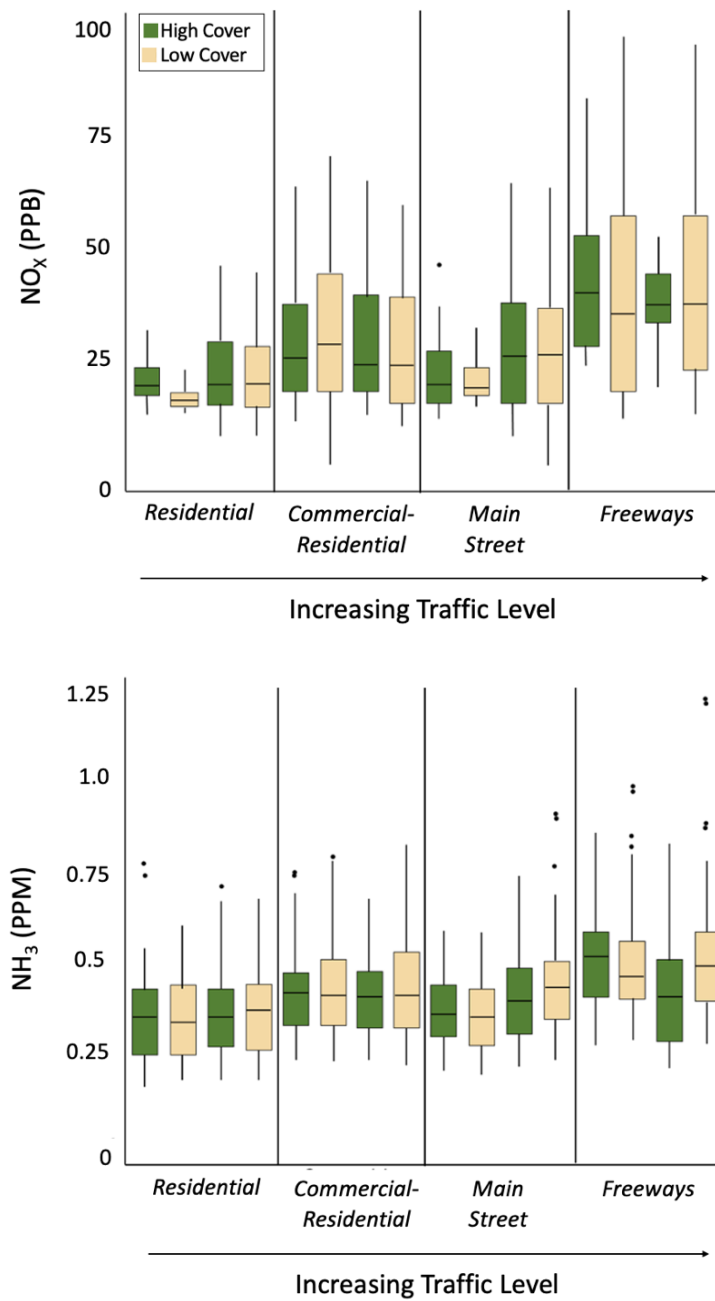 100
High Cover
Low Cover
75
50
25
0
NOX (PPB)
Residential Commercial- Main Freeways
Residential Street
Increasing Traffic Level
1.25
1.0
0.75
0.5
0.25
0
NH3 (PPM)
Residential Commercial- Main Freeways
Residential Street
Increasing Traffic Level